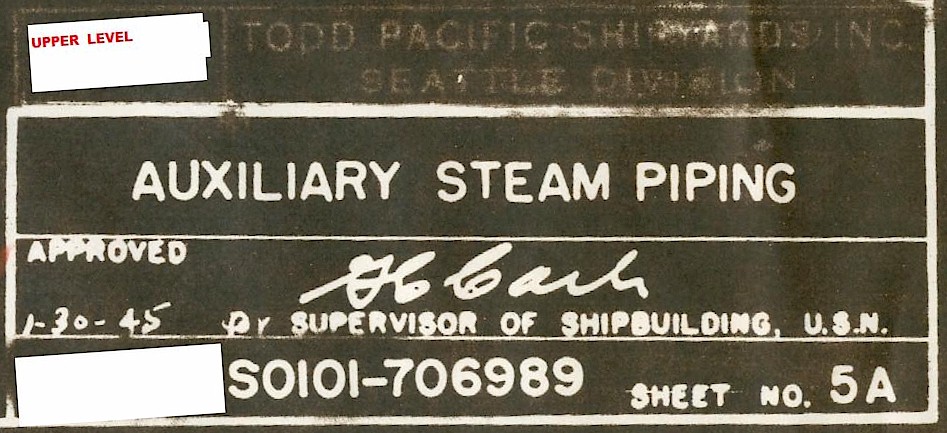 UPPER LEVEL
TODD PACIFIC SHIPYARDS INC.
SEATTLE DIVISION
AUXILIARY STEAM PIPING
APPROVED
1-30-45 SUPERVISOR OF SHIPBUILDING, U.S.N.
S0101-706989 SHEET NO. 5A